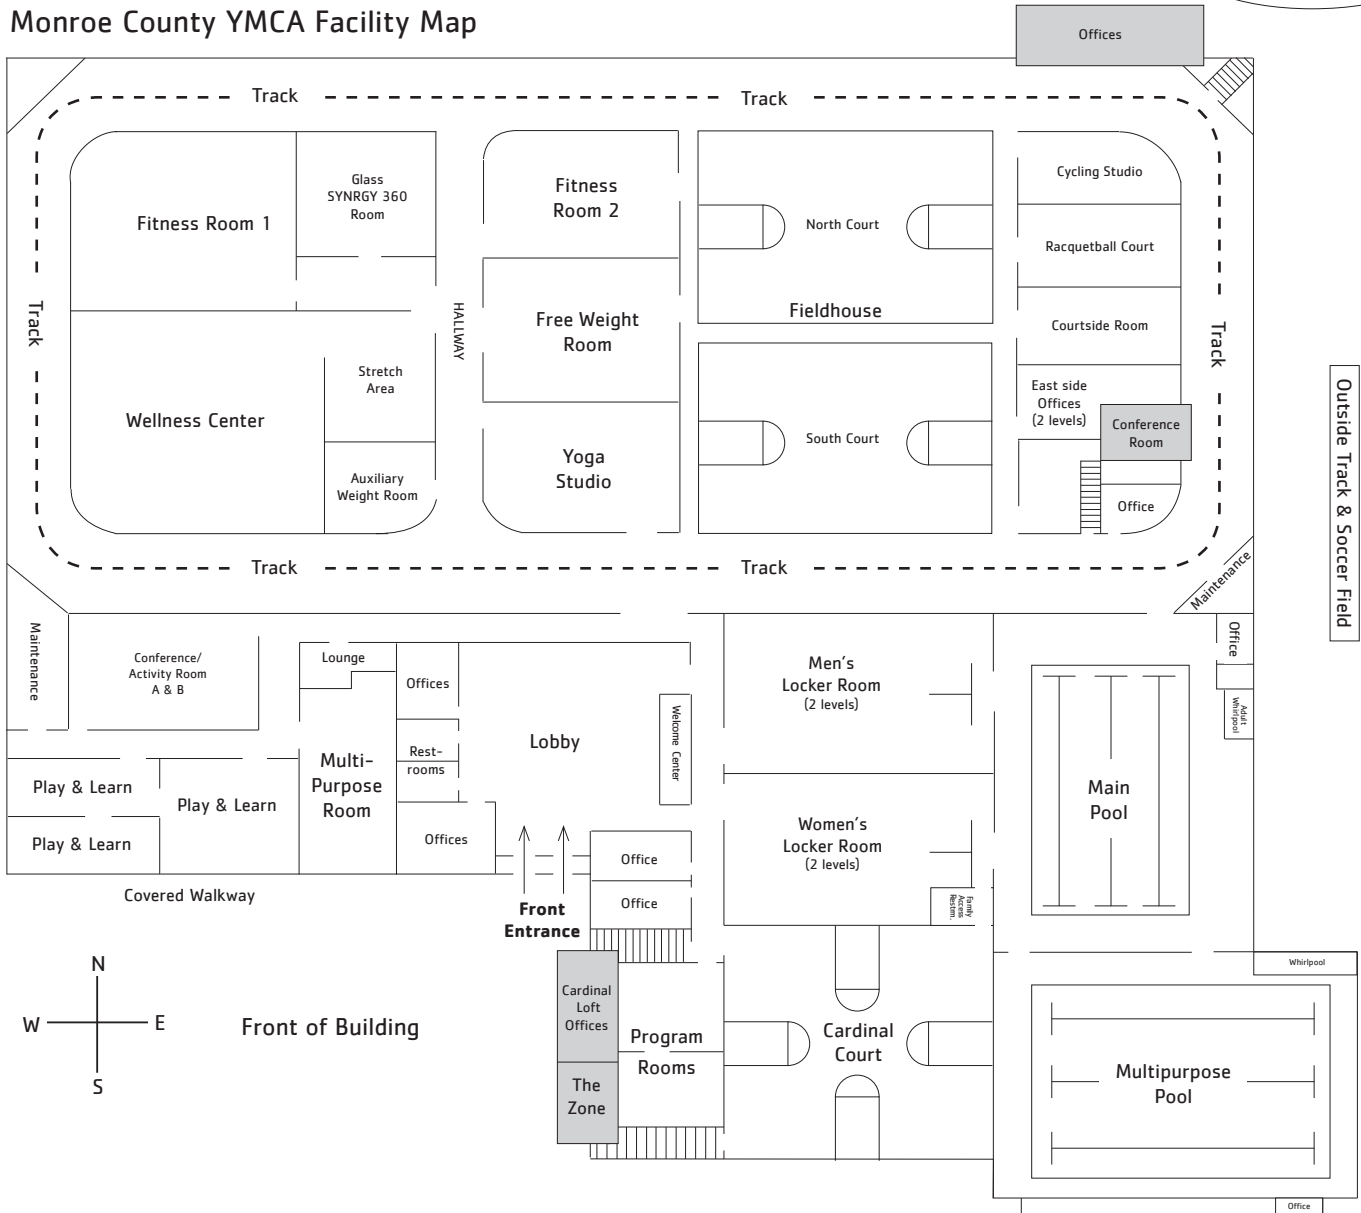 Monroe County YMCA Facility Map
Offices
Track
Track
Glass
SYNRGY 360
Room
Fitness Room 1
Fitness
Room 2
North Court
Cycling Studio
Racquetball Court
Fieldhouse
Courtside Room
Track
HALLWAY
Free Weight
Room
Track
Stretch
Area
Wellness Center
East side
Offices
(2 levels)
Conference
Room
South Court
Yoga
Studio
Auxiliary
Weight Room
Office
Outside Track & Soccer Field
Track
Track
Maintenance
Maintenance
Conference/
Activity Room
A & B
Lounge
Offices
Men's
Locker Room
(2 levels)
Office
Adult
Whirlpool
Welcome Center
Lobby
Rest-
rooms
Multi-
Purpose
Room
Play & Learn
Play & Learn
Play & Learn
Main
Pool
Women's
Locker Room
(2 levels)
Offices
Office
Office
Family
Access
Restrm.
Covered Walkway
Front
Entrance
Whirlpool
N
W
E
S
Front of Building
Cardinal
Loft
Offices
Program
Rooms
Cardinal
Court
The
Zone
Multipurpose
Pool
Office